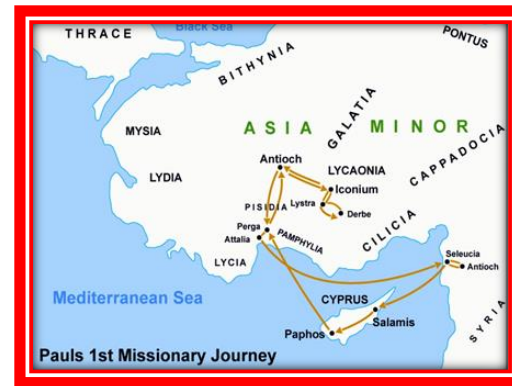 Black Sea
THRACE
PONTUS
BITHYNIA
GALATIA
MYSIA
ASIA MINOR
CAPPADOCIA
Antioch
LYCAONIA
LYDIA
Iconium
PISIDIA
Lystra
Derbe
Perga
PAMPHYLIA
Attalia
CILICIA
LYCIA
Seleucia
Antioch
Mediterranean Sea
CYPRUS
Salamis
SYRIA
Paphos
Pauls 1st Missionary Journey